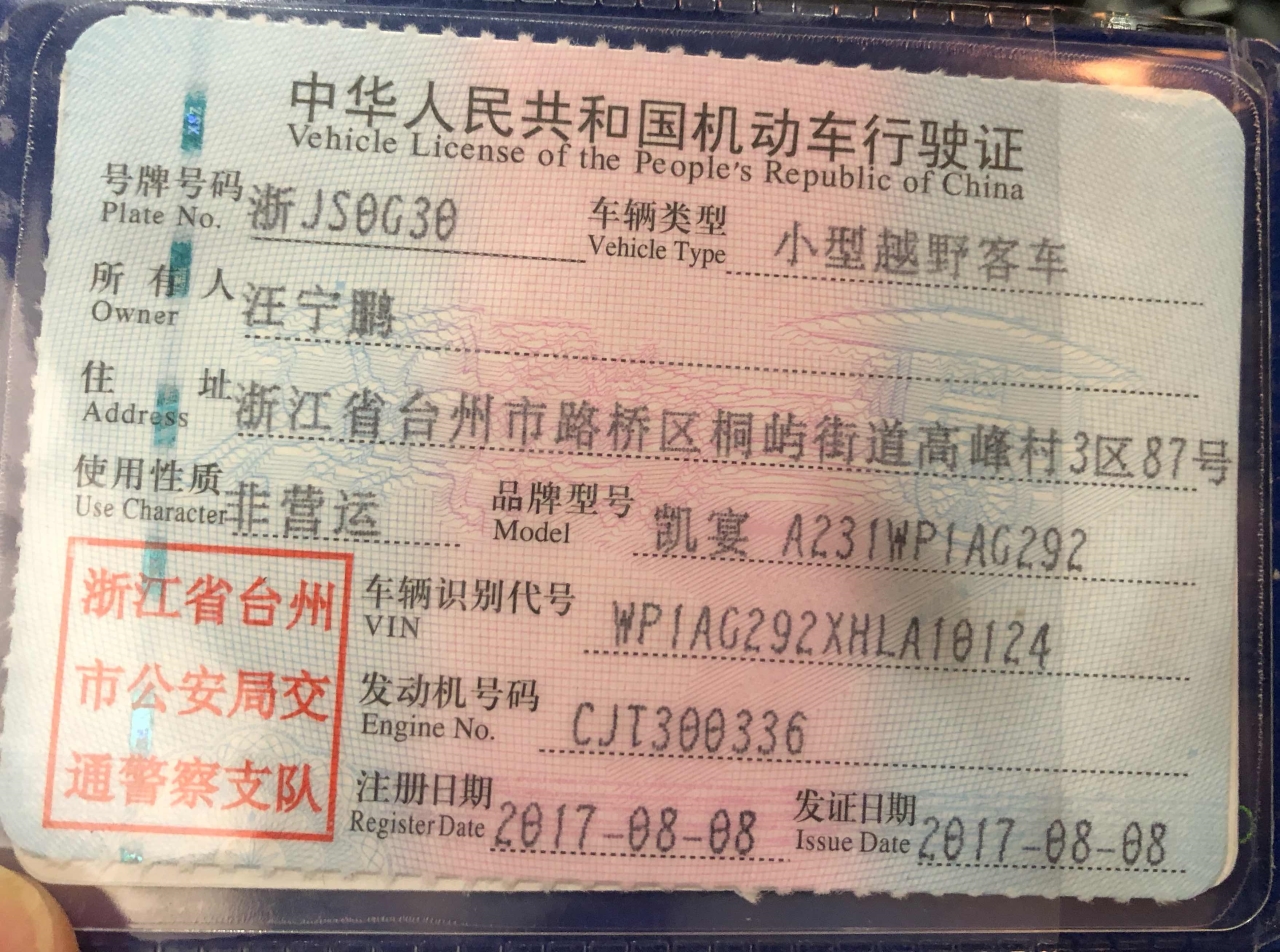 中华人民共和国机动车行驶证
Vehicle License of the People's Republic of China
号牌号码 浙JS0G30 车辆类型 小型越野客车
Plate No. Vehicle Type
所有人 汪宁鹏
Owner
住址 浙江省台州市路桥区桐屿街道高峰村3区87号
Address
使用性质 非营运 品牌型号 凯宴 A231WP1AG292
Use Character Model
浙江省台州
市公安局交
通警察支队
车辆识别代号 WP1AG292XHLA10124
VIN
发动机号码 CJT300336
Engine No.
注册日期 2017-08-08 发证日期 2017-08-08
Register Date Issue Date